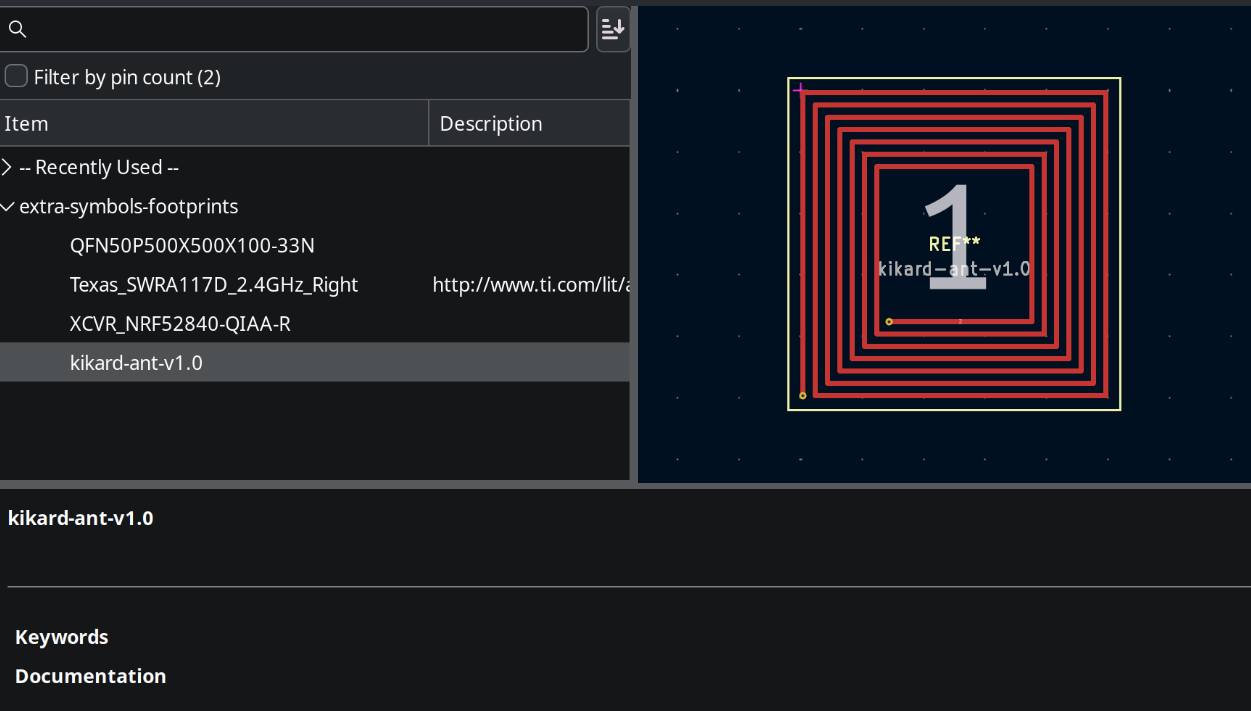 Filter by pin count (2)
Item Description
-- Recently Used --
extra-symbols-footprints
QFN50P500X500X100-33N
Texas_SWRA117D_2.4GHz_Right http://www.ti.com/lit/
XCVR_NRF52840-QIAA-R
kikard-ant-v1.0
1
REF**
kikard-ant-v1.0
2
kikard-ant-v1.0
Keywords
Documentation